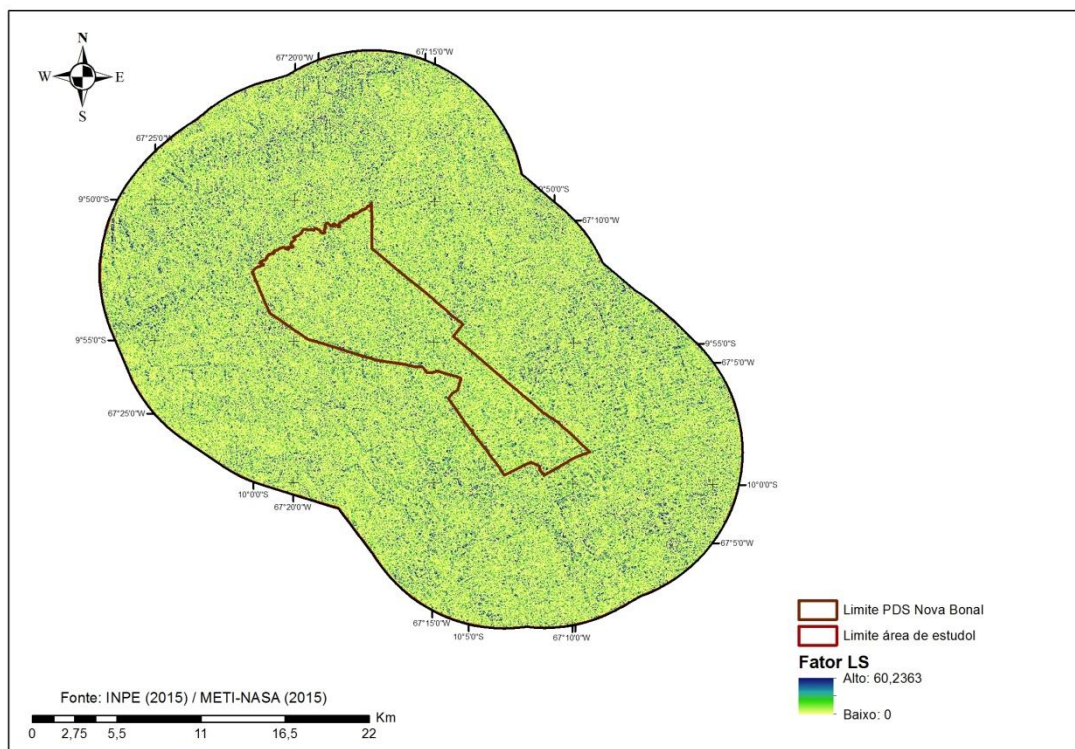 N
W E
S
67°20'0"W
67°15'0"W
67°25'0"W
9°50'0"S
9°50'0"S
67°10'0"W
9°55'0"S
9°55'0"S
67°5'0"W
67°25'0"W
10°0'0"S
67°20'0"W
10°0'0"S
67°5'0"W
67°15'0"W
10°5'0"S
67°10'0"W
Limite PDS Nova Bonal
Limite área de estudol
Fator LS
Alto: 60,2363
Baixo: 0
Fonte: INPE (2015) / METI-NASA (2015)
Km
0 2,75 5,5 11 16,5 22